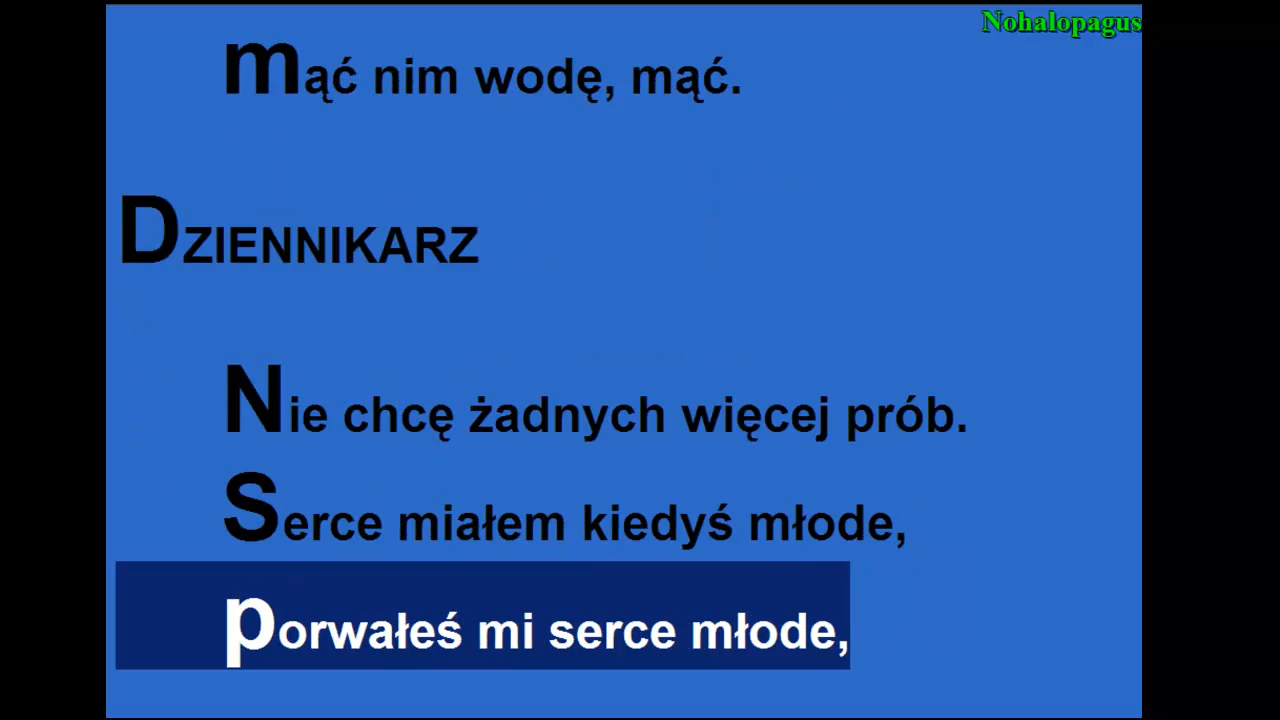 Nohalopagus
mąć nim wodę, mąć.
DZIENNIKARZ
Nie chcę żadnych więcej prób.
Serce miałem kiedyś młode,
porwałeś mi serce młode,